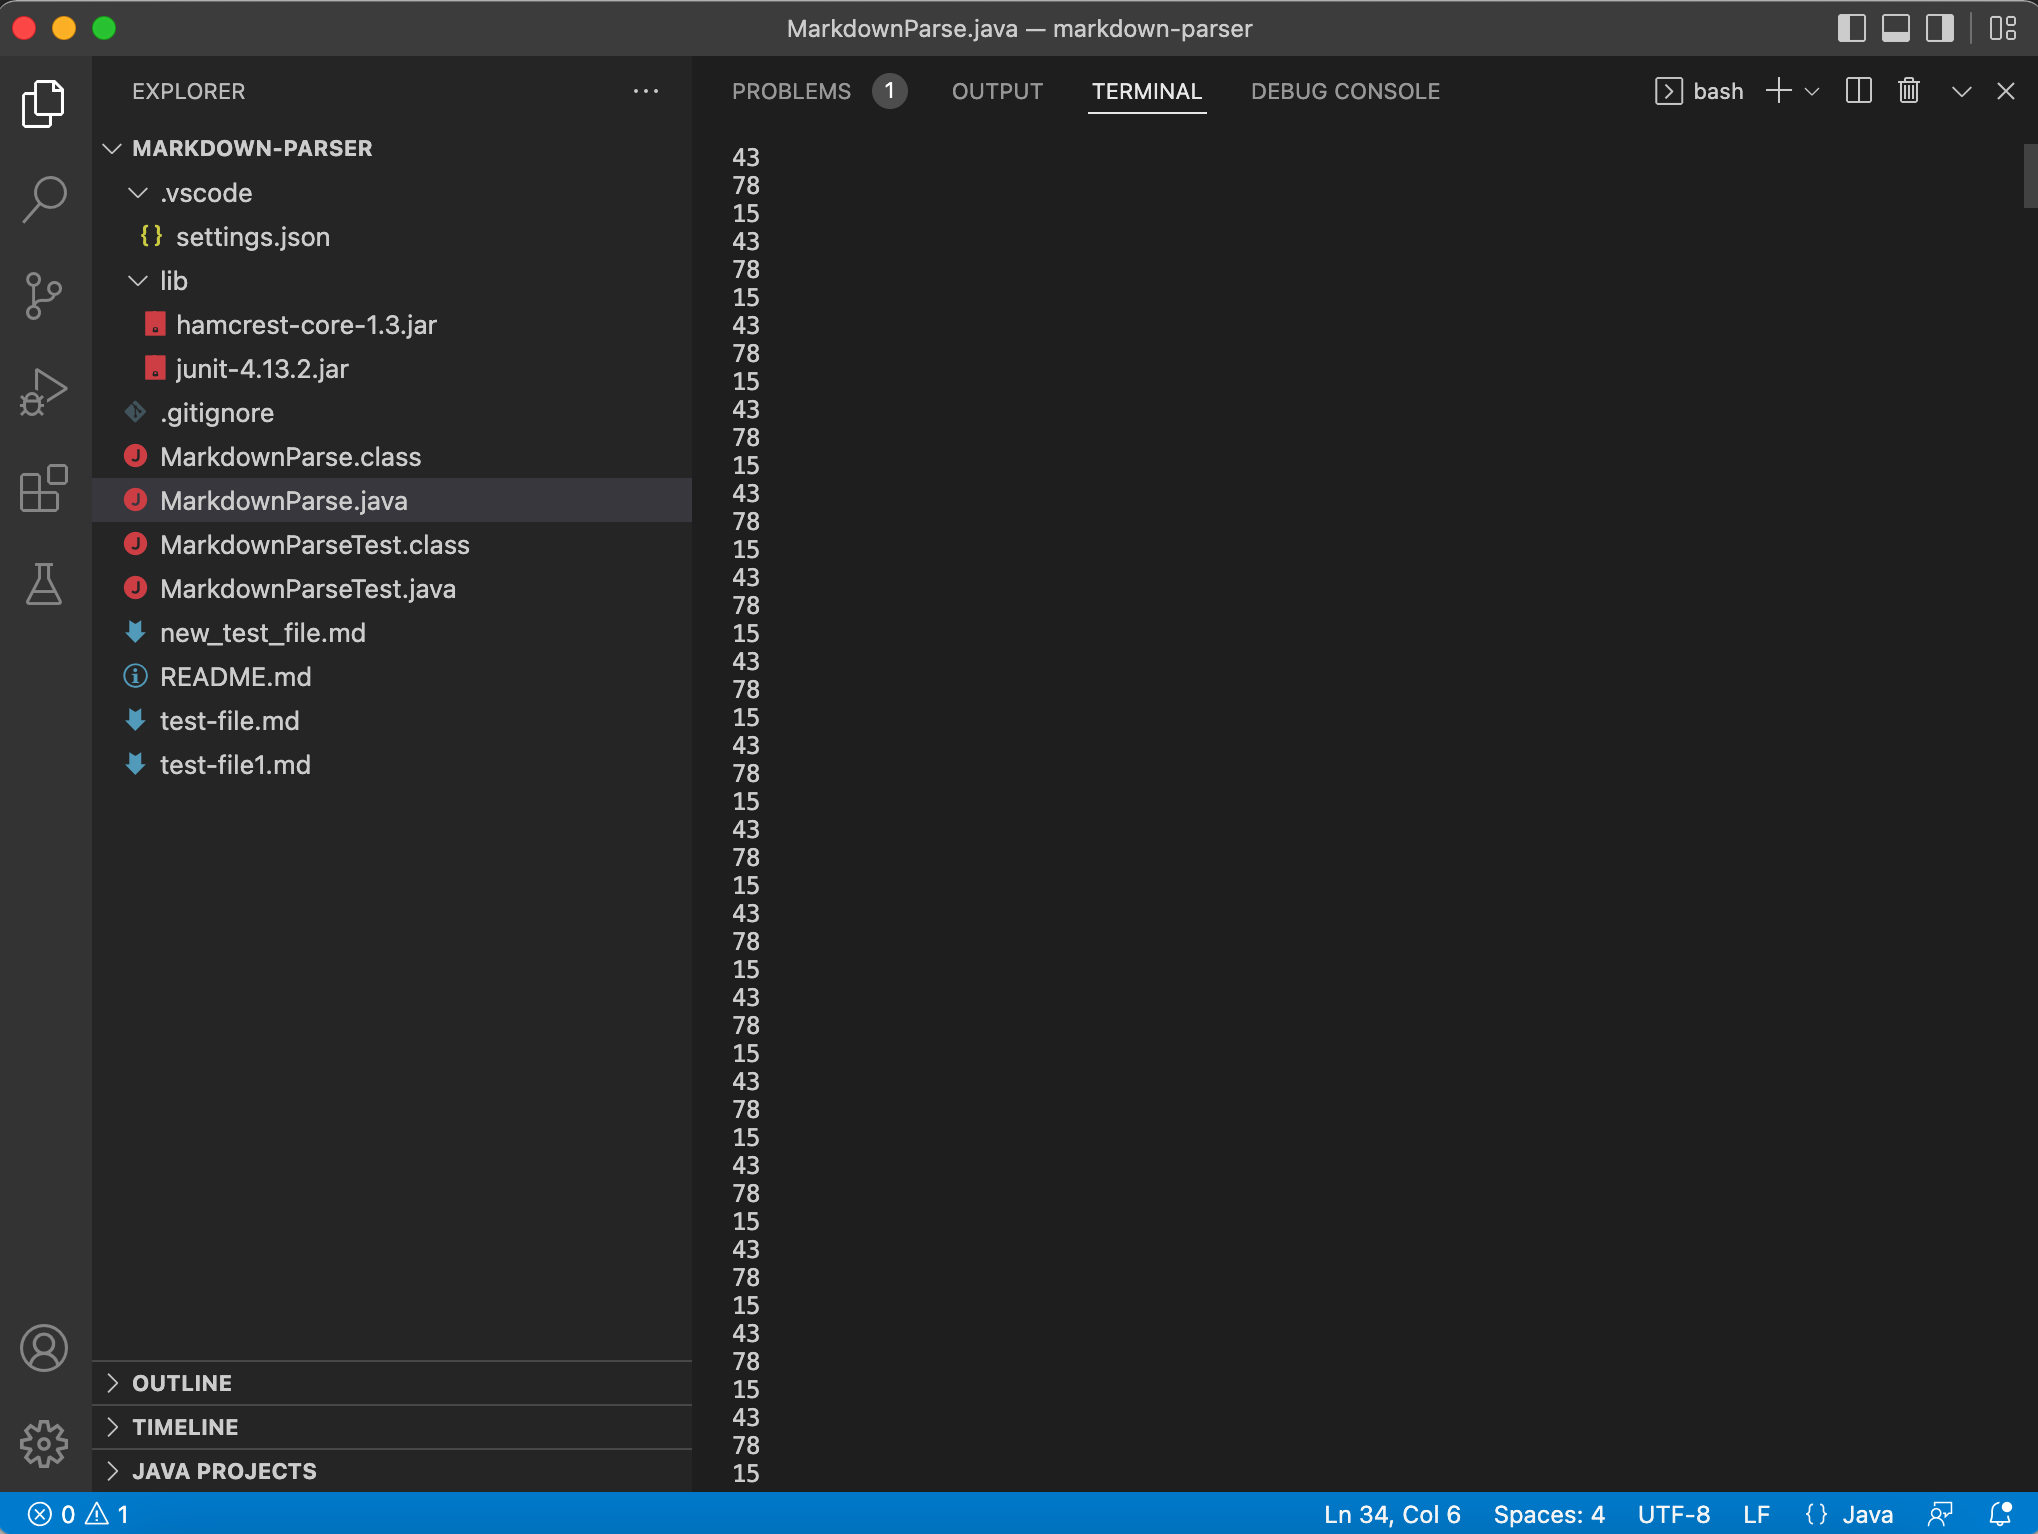 MarkdownParse.java — markdown-parser
EXPLORER
MARKDOWN-PARSER
.vscode
{} settings.json
lib
hamcrest-core-1.3.jar
junit-4.13.2.jar
.gitignore
J MarkdownParse.class
J MarkdownParse.java
J MarkdownParseTest.class
J MarkdownParseTest.java
new_test_file.md
README.md
test-file.md
test-file1.md
OUTLINE
TIMELINE
JAVA PROJECTS
PROBLEMS 1 OUTPUT TERMINAL DEBUG CONSOLE bash
43
78
15
43
78
15
43
78
15
43
78
15
43
78
15
43
78
15
43
78
15
43
78
15
43
78
15
43
78
15
43
78
15
43
78
15
43
78
15
43
78
15
43
78
15
43
78
15
0 1 Ln 34, Col 6 Spaces: 4 UTF-8 LF {} Java